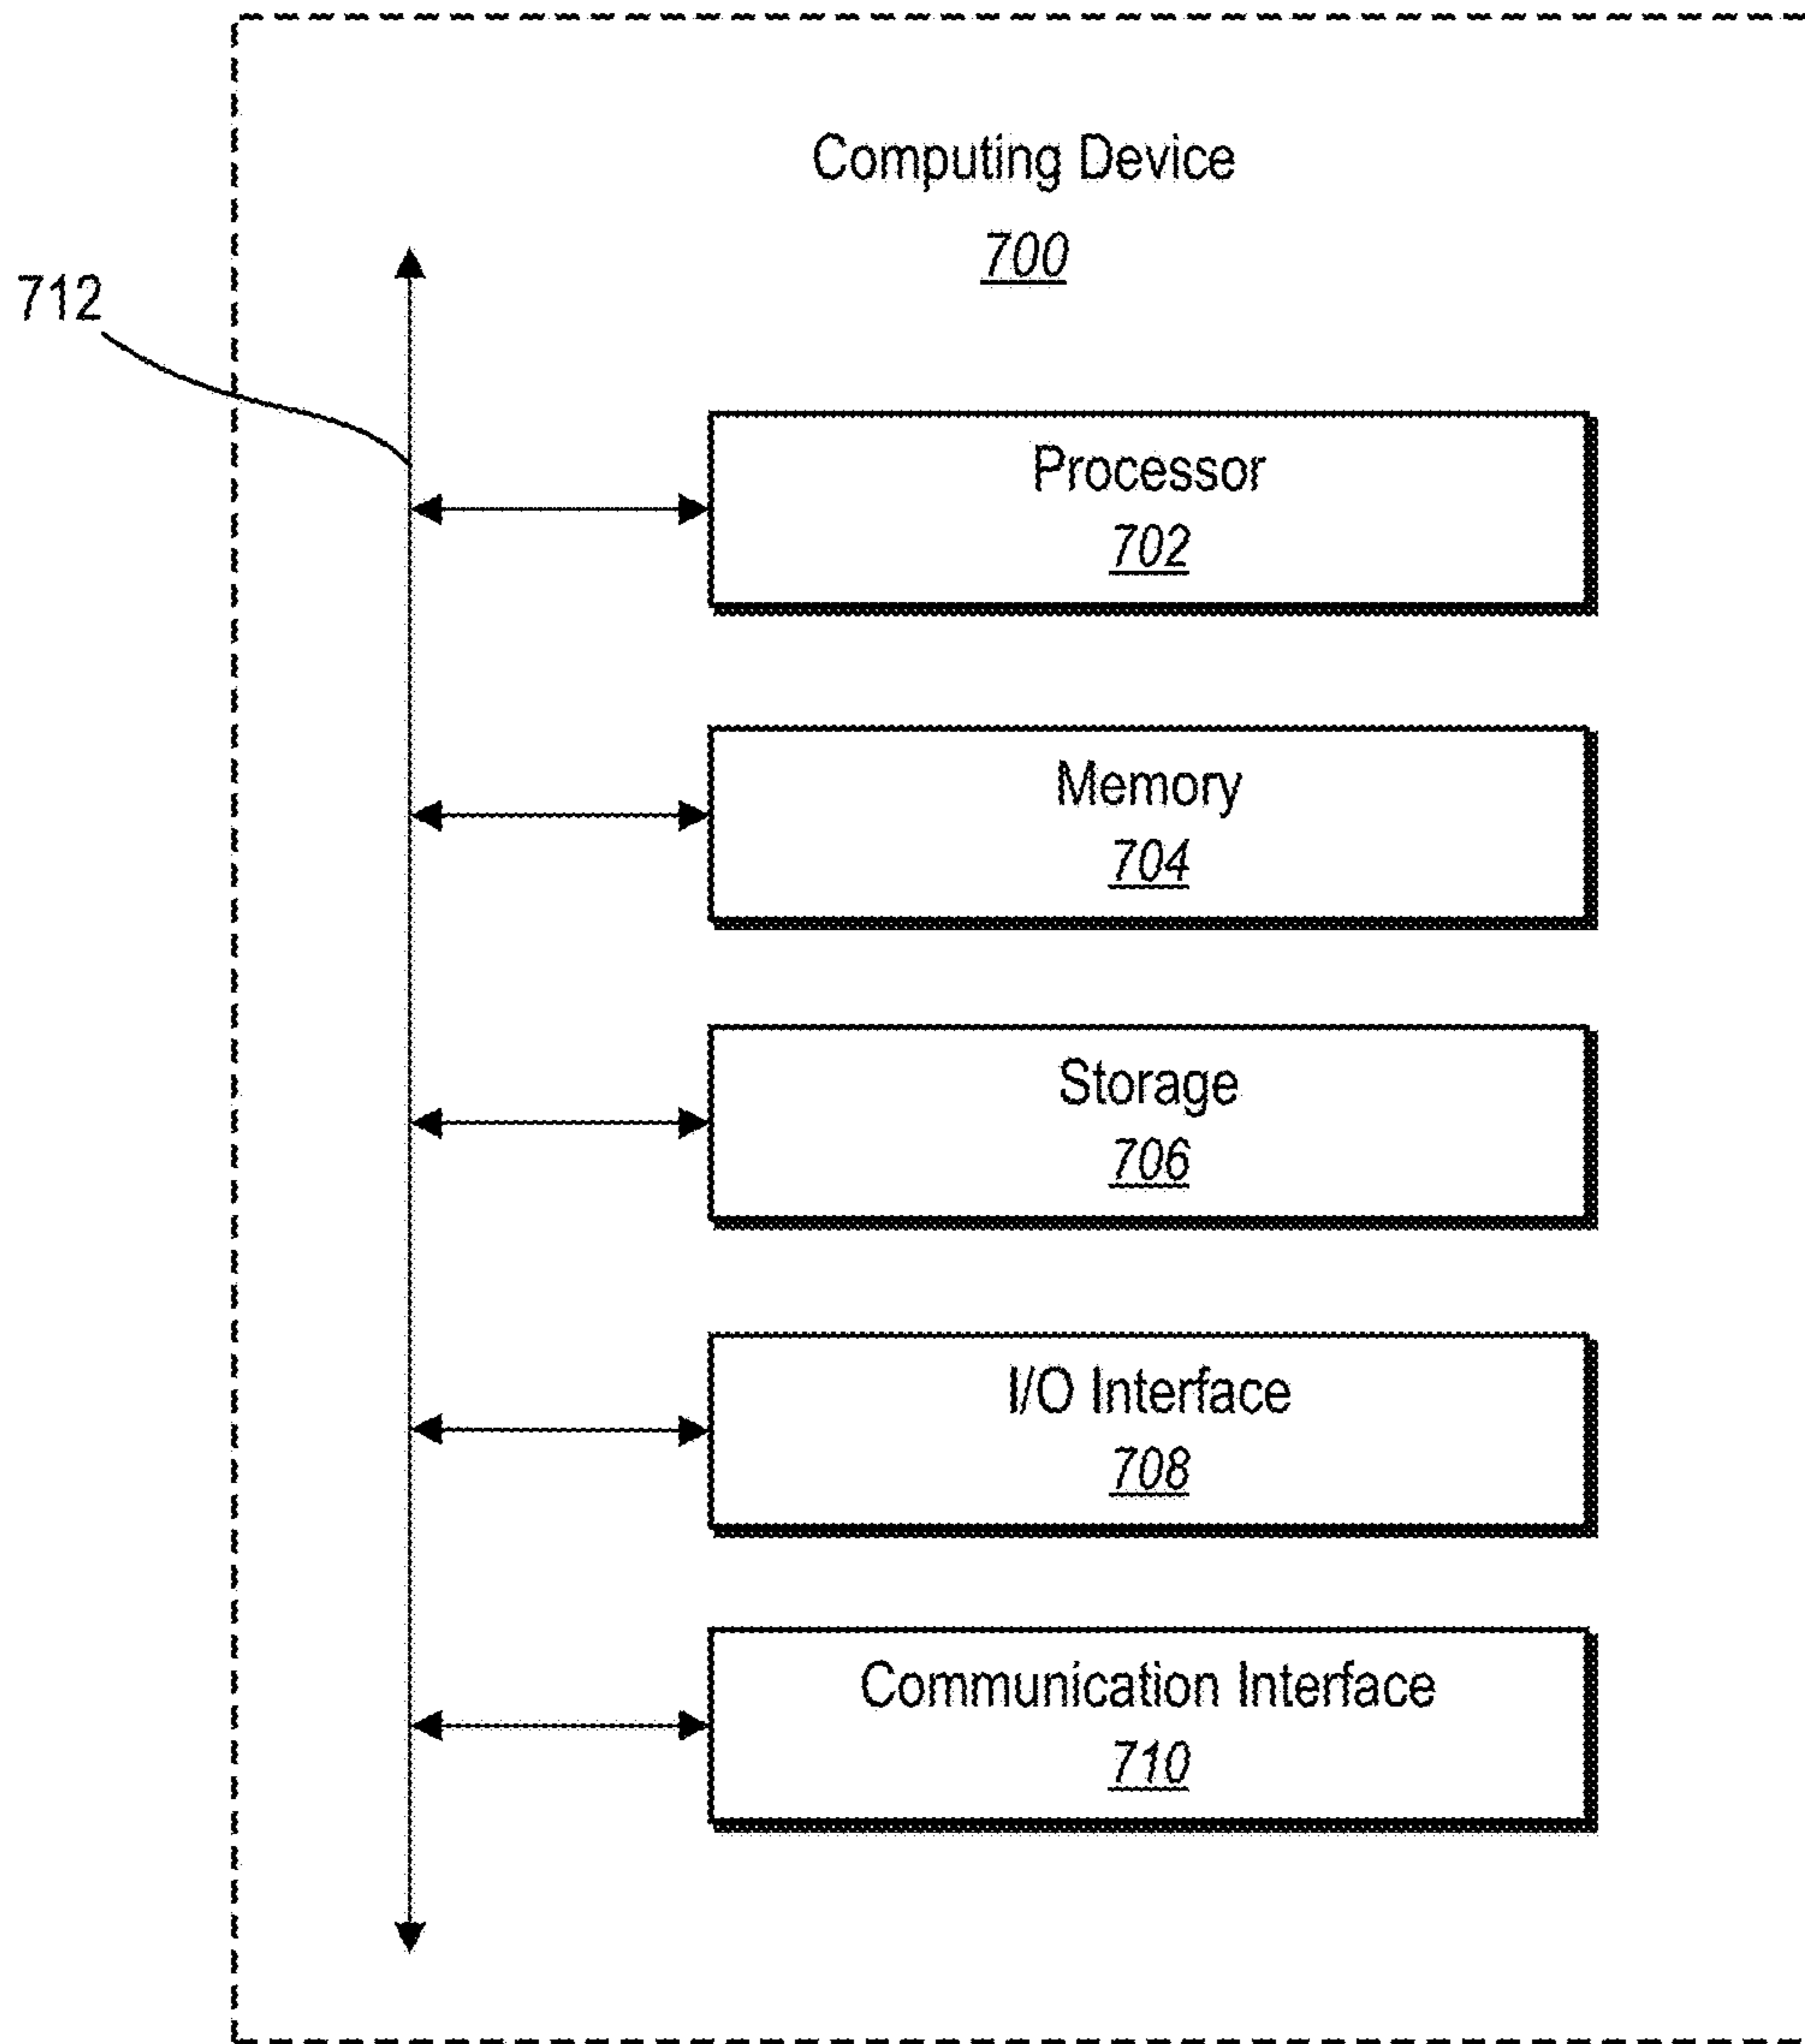 Computing Device
700
712
Processor
702
Memory
704
Storage
706
I/O Interface
708
Communication Interface
710